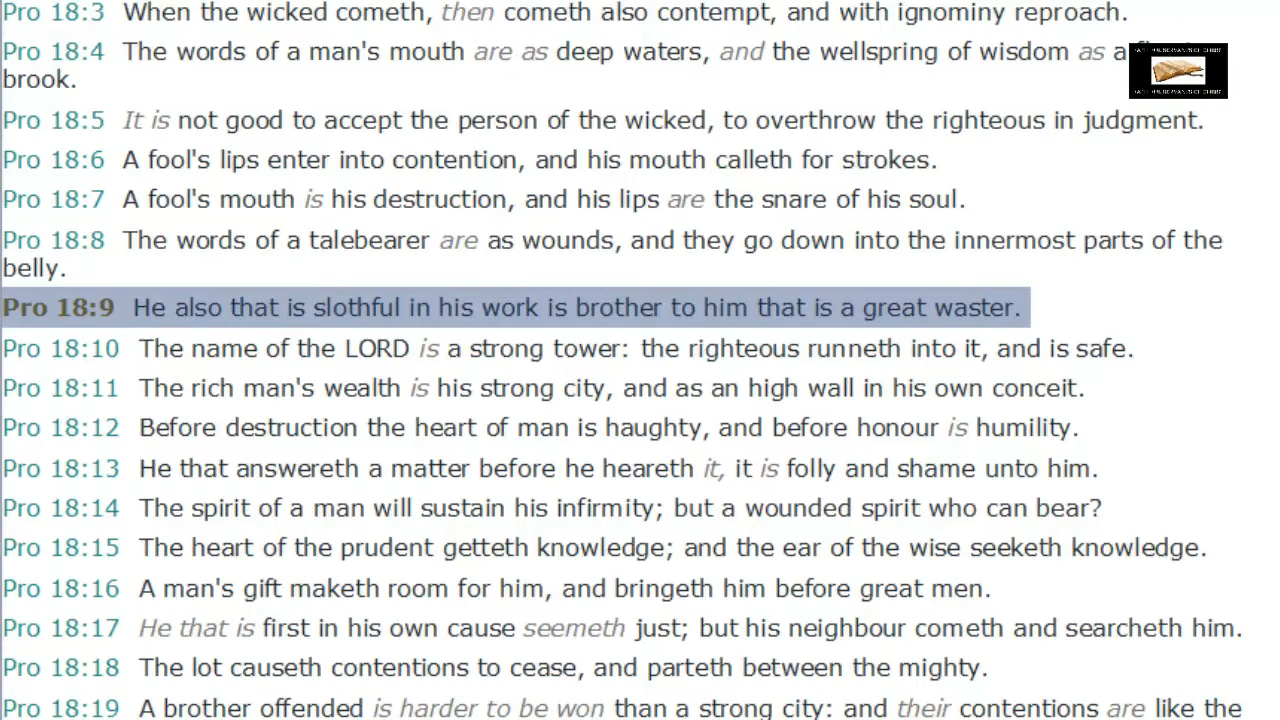 Pro 18:3 When the wicked cometh, then cometh also contempt, and with ignominy reproach.
Pro 18:4 The words of a man's mouth are as deep waters, and the wellspring of wisdom as a
brook.
Pro 18:5 It is not good to accept the person of the wicked, to overthrow the righteous in judgment.
Pro 18:6 A fool's lips enter into contention, and his mouth calleth for strokes.
Pro 18:7 A fool's mouth is his destruction, and his lips are the snare of his soul.
Pro 18:8 The words of a talebearer are as wounds, and they go down into the innermost parts of the
belly.
Pro 18:9 He also that is slothful in his work is brother to him that is a great waster.
Pro 18:10 The name of the LORD is a strong tower: the righteous runneth into it, and is safe.
Pro 18:11 The rich man's wealth is his strong city, and as an high wall in his own conceit.
Pro 18:12 Before destruction the heart of man is haughty, and before honour is humility.
Pro 18:13 He that answereth a matter before he heareth it, it is folly and shame unto him.
Pro 18:14 The spirit of a man will sustain his infirmity; but a wounded spirit who can bear?
Pro 18:15 The heart of the prudent getteth knowledge; and the ear of the wise seeketh knowledge.
Pro 18:16 A man's gift maketh room for him, and bringeth him before great men.
Pro 18:17 He that is first in his own cause seemeth just; but his neighbour cometh and searcheth him.
Pro 18:18 The lot causeth contentions to cease, and parteth between the mighty.
Pro 18:19 A brother offended is harder to be won than a strong city: and their contentions are like the